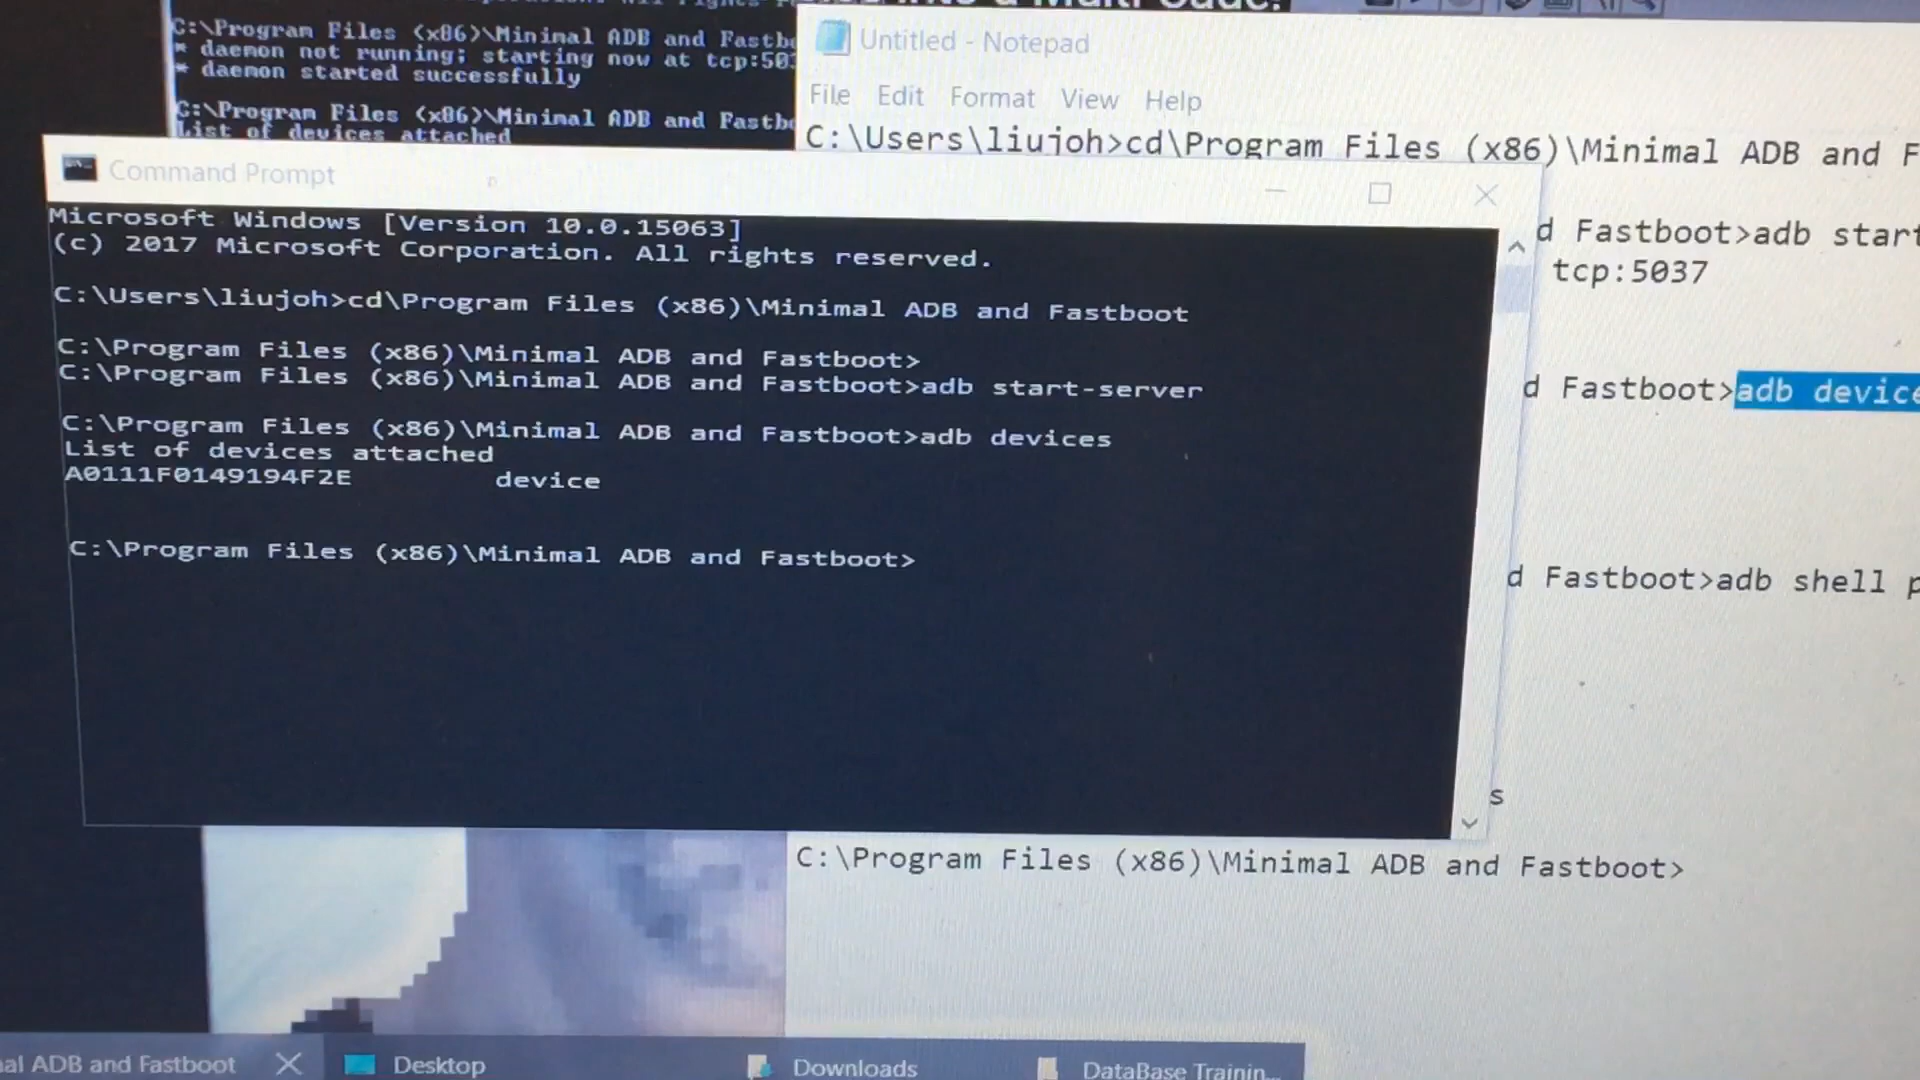 C:\Program Files (x86)\Minimal ADB and Fastb
* daemon not running; starting now at tcp:503
* daemon started successfully
C:\Program Files (x86)\Minimal ADB and Fastb
List of devices attached
Untitled - Notepad
File Edit Format View Help
C:\Users\liujoh>cd\Program Files (x86)\Minimal ADB and F
d Fastboot>adb start
tcp:5037
d Fastboot>adb device
d Fastboot>adb shell p
s
C:\Program Files (x86)\Minimal ADB and Fastboot>
Command Prompt
Microsoft Windows [Version 10.0.15063]
(c) 2017 Microsoft Corporation. All rights reserved.
C:\Users\liujoh>cd\Program Files (x86)\Minimal ADB and Fastboot
C:\Program Files (x86)\Minimal ADB and Fastboot>
C:\Program Files (x86)\Minimal ADB and Fastboot>adb start-server
C:\Program Files (x86)\Minimal ADB and Fastboot>adb devices
List of devices attached
A0111F0149194F2E device
C:\Program Files (x86)\Minimal ADB and Fastboot>
al ADB and Fastboot
Desktop
Downloads
DataBase Trainin...